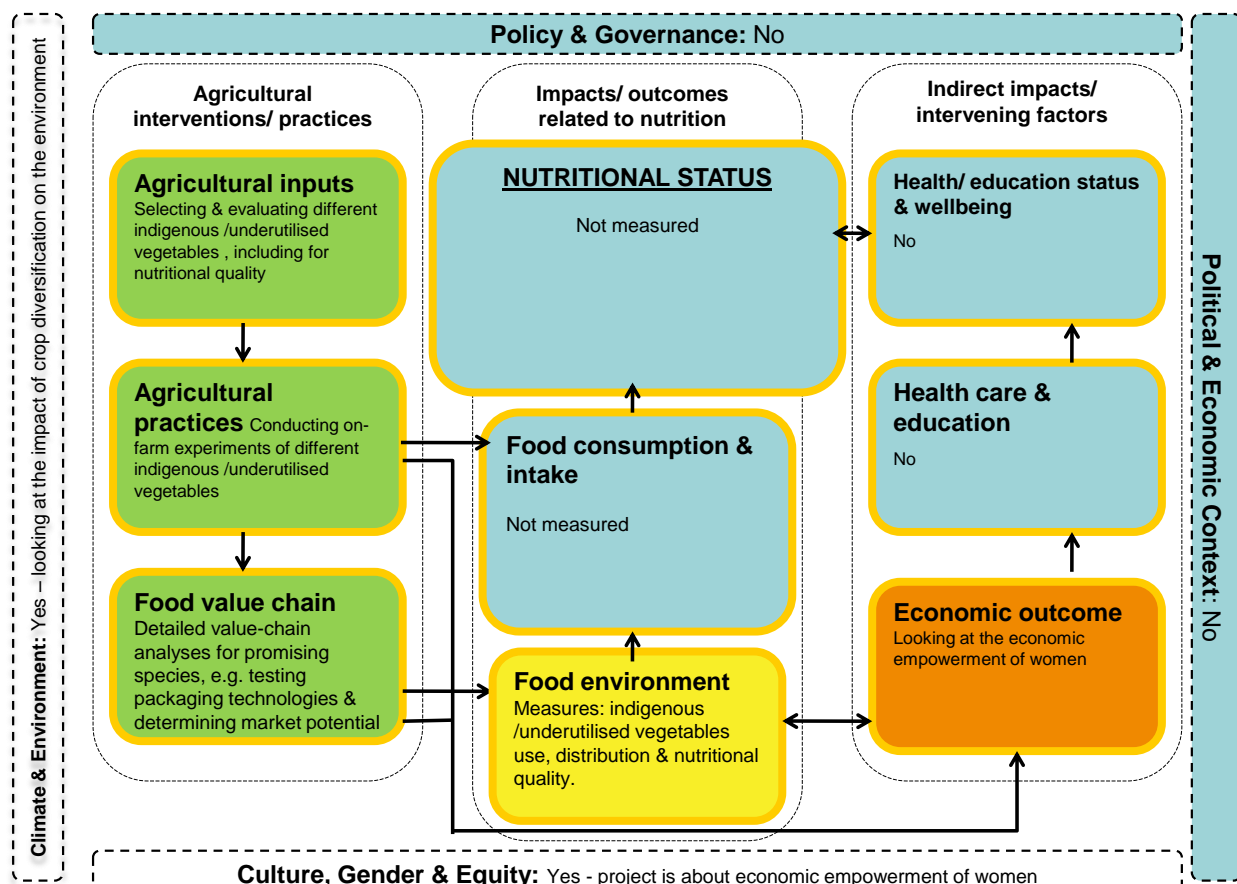 Climate & Environment: Yes – looking at the impact of crop diversification on the environment
Policy & Governance: No
Agricultural
interventions/ practices
Agricultural inputs
Selecting & evaluating different
indigenous /underutilised
vegetables , including for
nutritional quality
Agricultural
practices Conducting on-
farm experiments of different
indigenous /underutilised
vegetables
Food value chain
Detailed value-chain
analyses for promising
species, e.g. testing
packaging technologies &
determining market potential
Impacts/ outcomes
related to nutrition
NUTRITIONAL STATUS
Not measured
Food consumption &
intake
Not measured
Food environment
Measures: indigenous
/underutilised vegetables
use, distribution & nutritional
quality.
Indirect impacts/
intervening factors
Health/ education status
& wellbeing
No
Health care &
education
No
Economic outcome
Looking at the economic
empowerment of women
Political & Economic Context: No
Culture, Gender & Equity: Yes - project is about economic empowerment of women